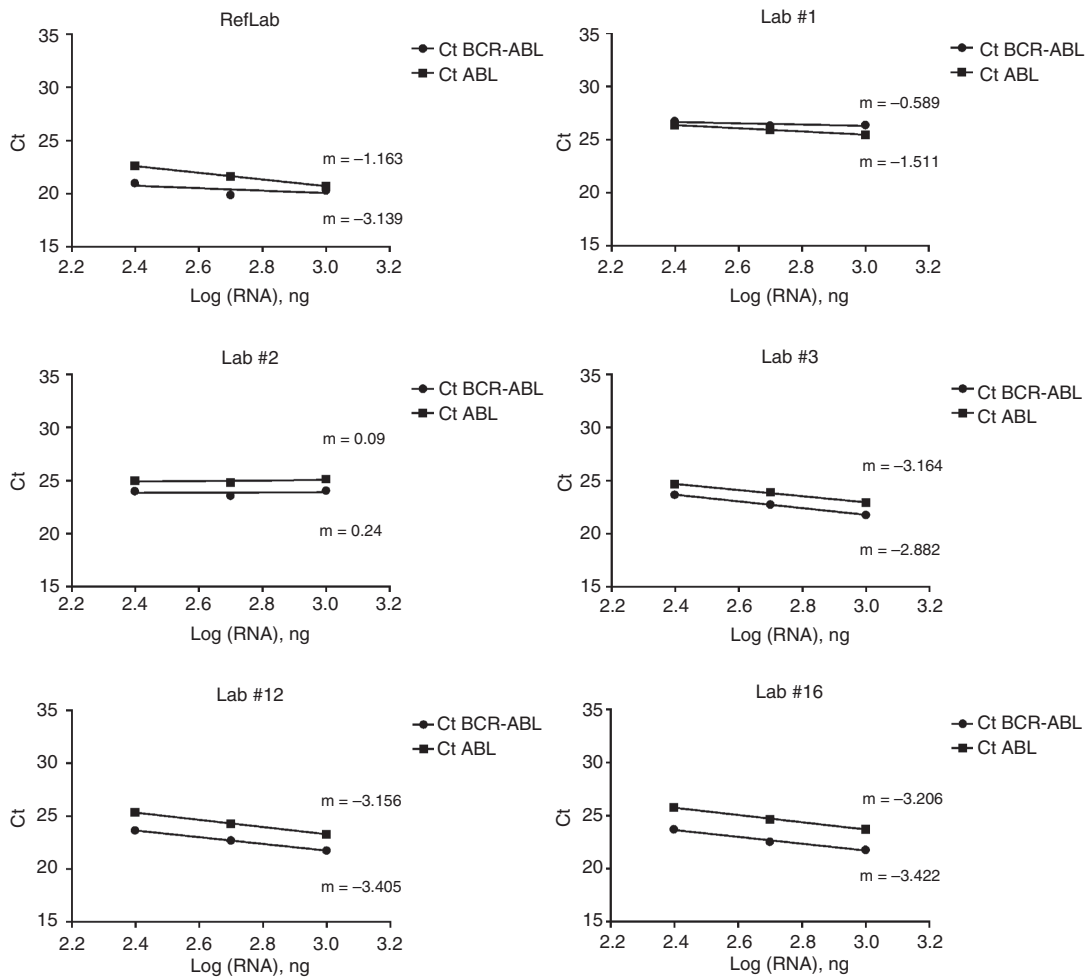 RefLab
35
30
25
20
15
Ct
Ct BCR-ABL
Ct ABL
m = –1.163
m = –3.139
2.2 2.4 2.6 2.8 3.0 3.2
Log (RNA), ng
Lab #1
35
30
25
20
15
Ct
Ct BCR-ABL
Ct ABL
m = –0.589
m = –1.511
2.2 2.4 2.6 2.8 3.0 3.2
Log (RNA), ng
Lab #2
35
30
25
20
15
Ct
Ct BCR-ABL
Ct ABL
m = 0.09
m = 0.24
2.2 2.4 2.6 2.8 3.0 3.2
Log (RNA), ng
Lab #3
35
30
25
20
15
Ct
Ct BCR-ABL
Ct ABL
m = –3.164
m = –2.882
2.2 2.4 2.6 2.8 3.0 3.2
Log (RNA), ng
Lab #12
35
30
25
20
15
Ct
Ct BCR-ABL
Ct ABL
m = –3.156
m = –3.405
2.2 2.4 2.6 2.8 3.0 3.2
Log (RNA), ng
Lab #16
35
30
25
20
15
Ct
Ct BCR-ABL
Ct ABL
m = –3.206
m = –3.422
2.2 2.4 2.6 2.8 3.0 3.2
Log (RNA), ng